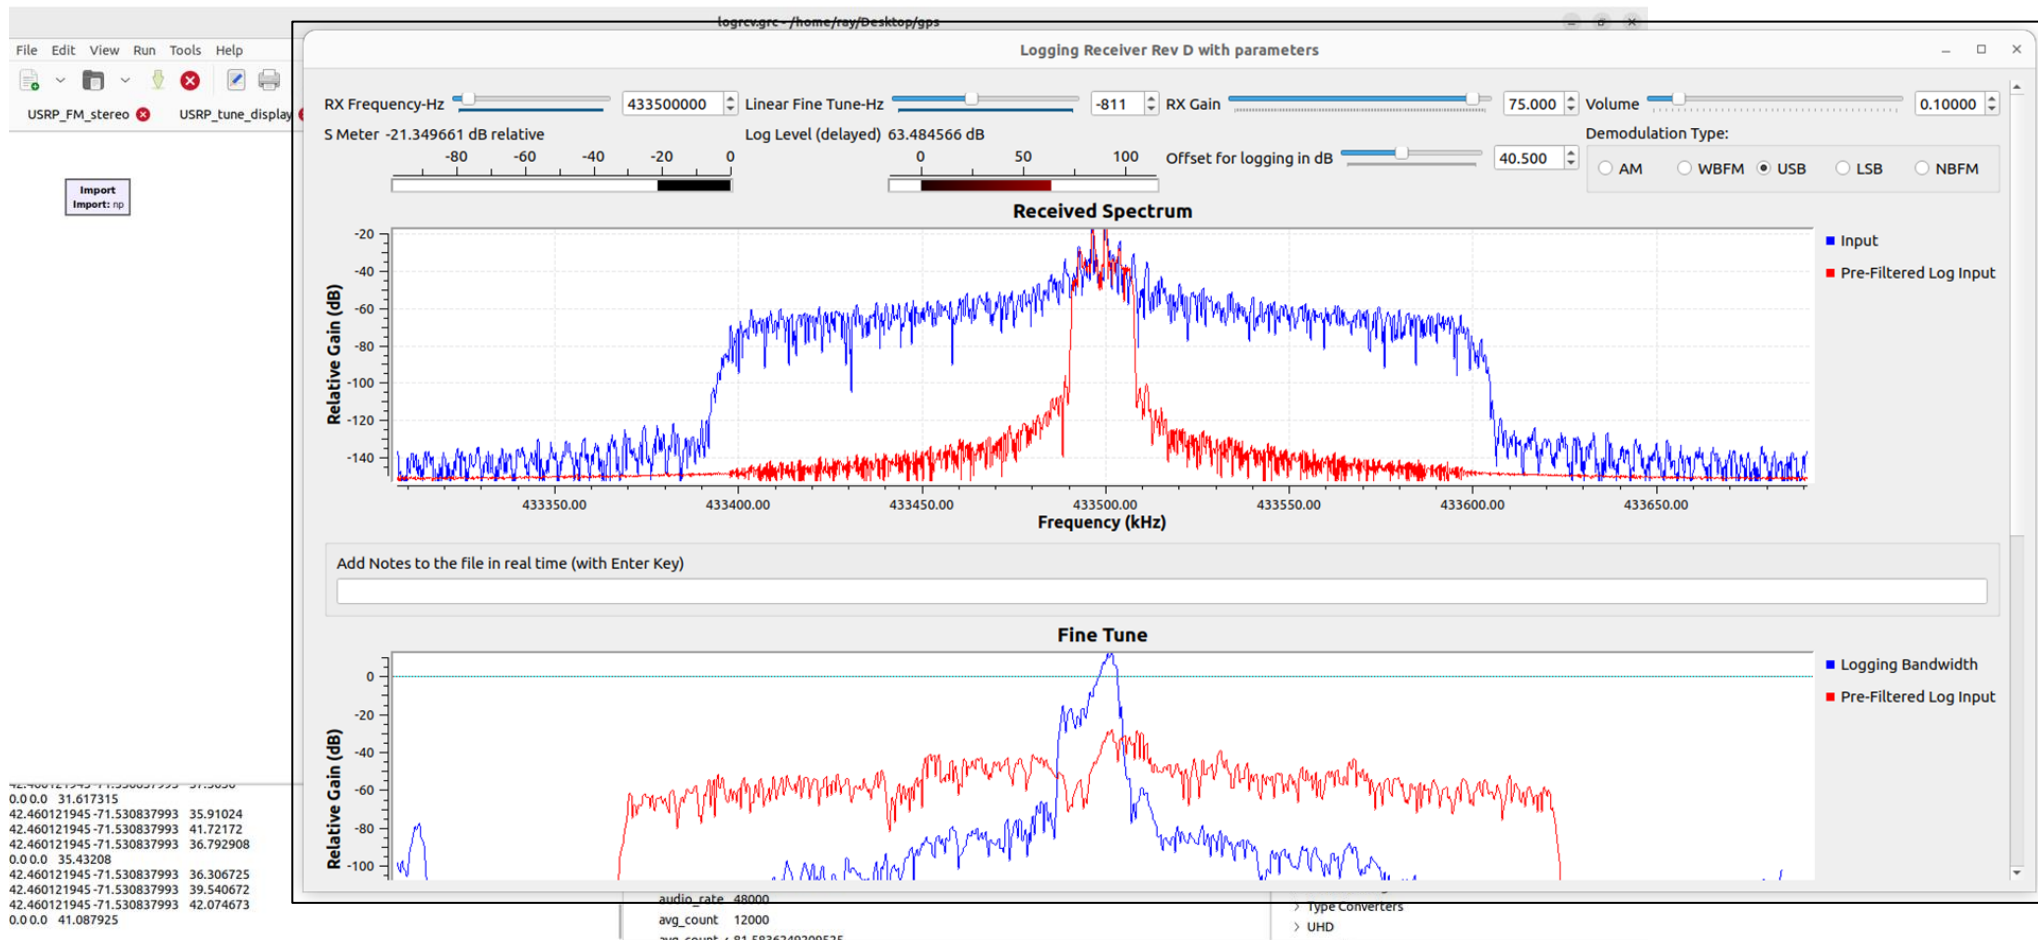 logrcv.grc - /home/ray/Desktop/gps
File Edit View Run Tools Help
USRP_FM_stereo USRP_tune_display
Import
Import: np
Logging Receiver Rev D with parameters
RX Frequency-Hz 433500000 Linear Fine Tune-Hz -811 RX Gain 75.000 Volume 0.10000
S Meter -21.349661 dB relative Log Level (delayed) 63.484566 dB Demodulation Type:
-80 -60 -40 -20 0 0 50 100 Offset for logging in dB 40.500 AM WBFM USB LSB NBFM
Received Spectrum
Relative Gain (dB)
-20
-40
-60
-80
-100
-120
-140
Input
Pre-Filtered Log Input
433350.00 433400.00 433450.00 433500.00 433550.00 433600.00 433650.00
Frequency (kHz)
Add Notes to the file in real time (with Enter Key)
Fine Tune
Relative Gain (dB)
0
-20
-40
-60
-80
-100
Logging Bandwidth
Pre-Filtered Log Input
42.460121945 -71.530837993
0.0 0.0 31.617315
42.460121945 -71.530837993 35.91024
42.460121945 -71.530837993 41.72172
42.460121945 -71.530837993 36.792908
0.0 0.0 35.43208
42.460121945 -71.530837993 36.306725
42.460121945 -71.530837993 39.540672
42.460121945 -71.530837993 42.074673
0.0 0.0 41.087925
audio_rate 48000
avg_count 12000
Type Converters
UHD